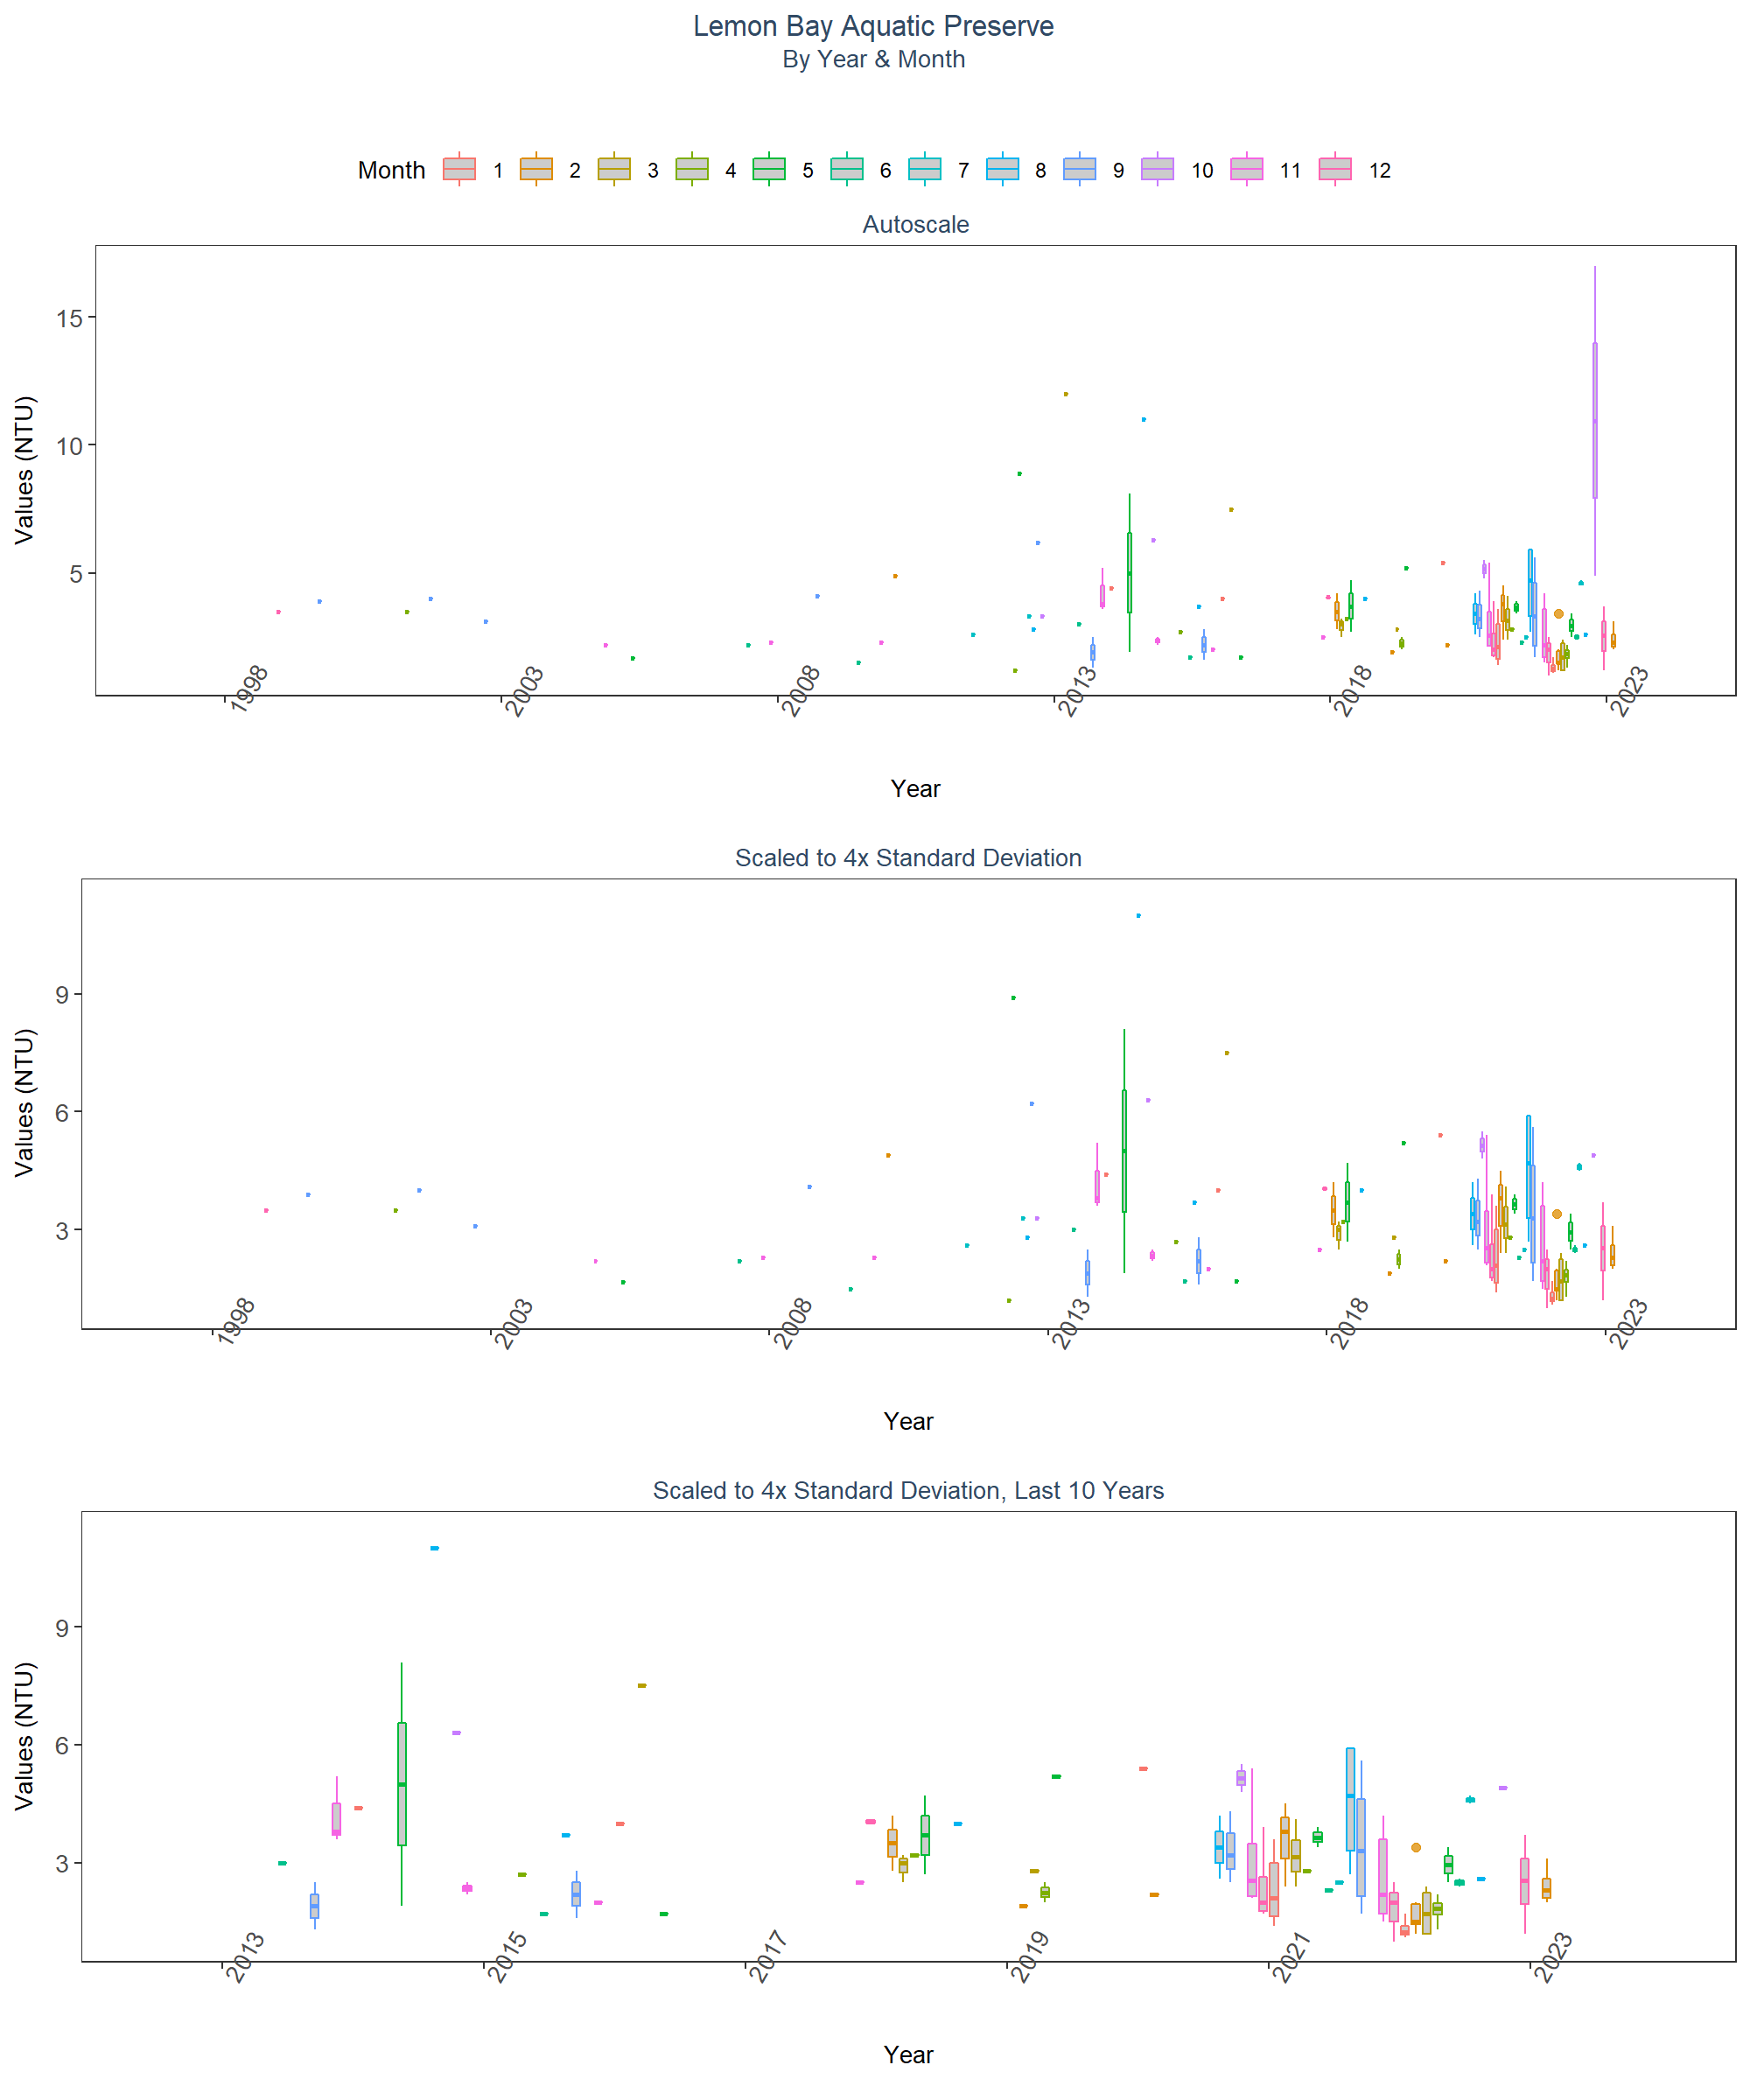 Lemon Bay Aquatic Preserve
By Year & Month
Month 1 2 3 4 5 6 7 8 9 10 11 12
Autoscale
Values (NTU)
15
10
5
1998 2003 2008 2013 2018 2023
Year
Scaled to 4x Standard Deviation
Values (NTU)
9
6
3
1998 2003 2008 2013 2018 2023
Year
Scaled to 4x Standard Deviation, Last 10 Years
Values (NTU)
9
6
3
2013 2015 2017 2019 2021 2023
Year